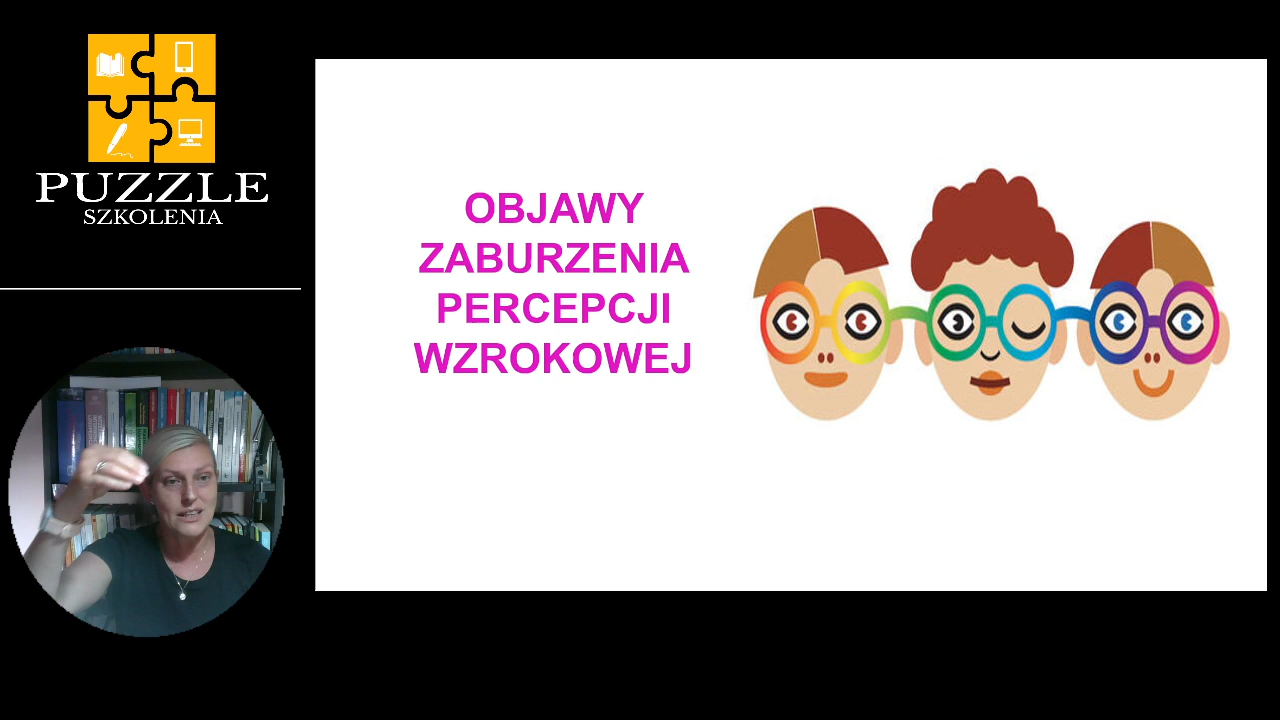 PUZZLE
SZKOLENIA
OBJAWY
ZABURZENIA
PERCEPCJI
WZROKOWEJ